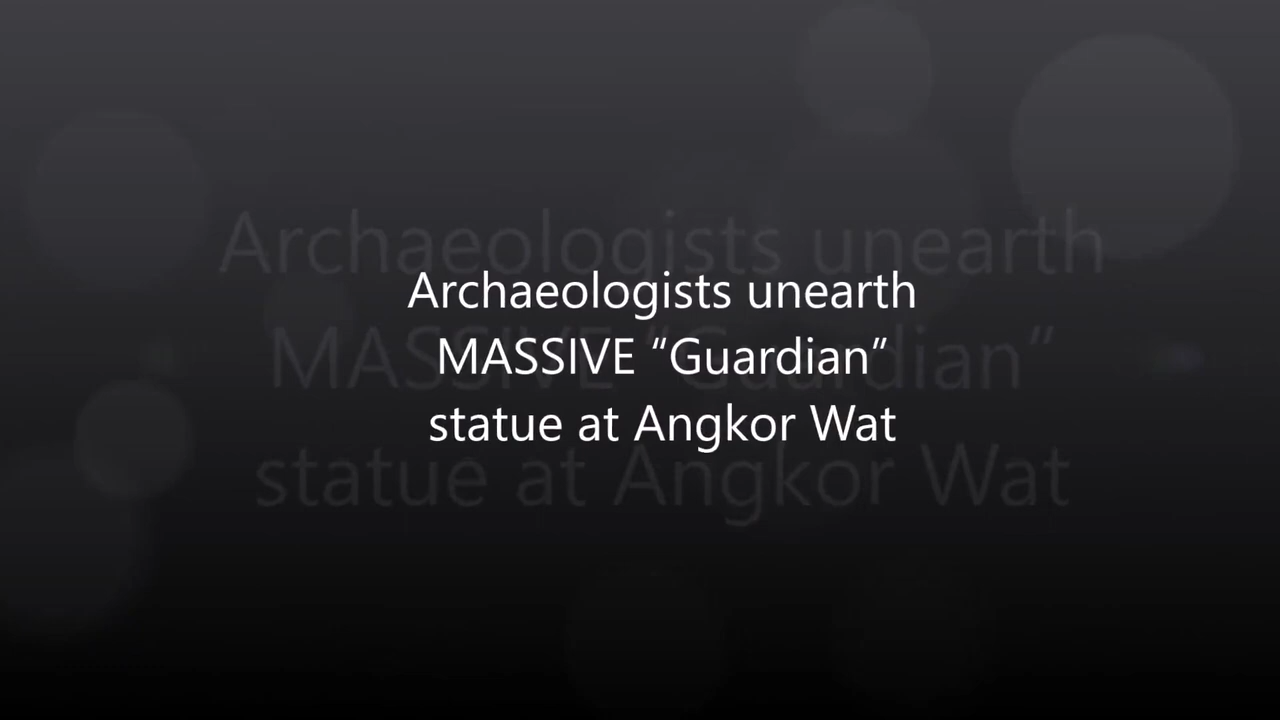 Archaeologists unearth
MASSIVE “Guardian”
statue at Angkor Wat